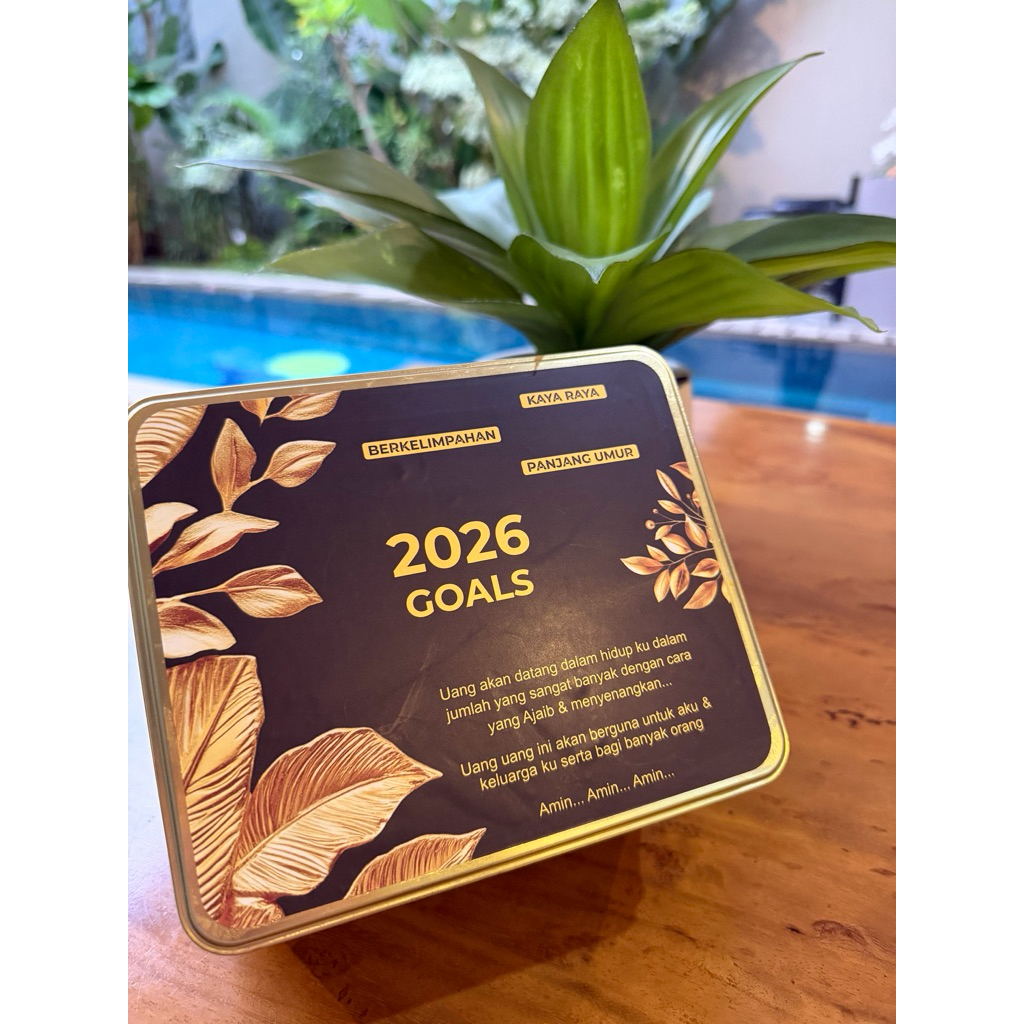 KAYA RAYA
BERKELIMPAHAN
PANJANG UMUR
2026
GOALS
Uang akan datang dalam hidup ku dalam
jumlah yang sangat banyak dengan cara
yang Ajaib & menyenangkan...
Uang uang ini akan berguna untuk aku &
keluarga ku serta bagi banyak orang
Amin... Amin... Amin...